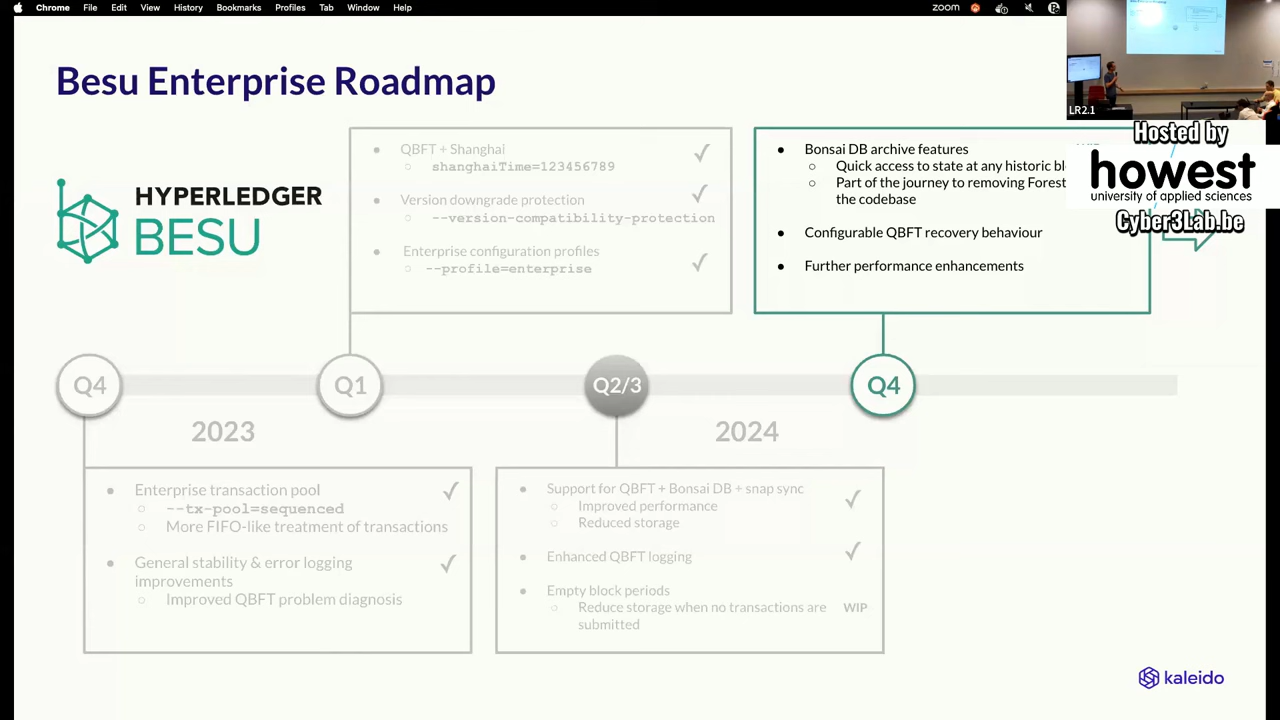 Chrome File Edit View History Bookmarks Profiles Tab Window Help
zoom
LR2.1
Hosted by
howest
university of applied sciences
Cyber3Lab.be
Besu Enterprise Roadmap
HYPERLEDGER
BESU
QBFT + Shanghai
shanghaiTime=123456789
Version downgrade protection
--version-compatibility-protection
Enterprise configuration profiles
--profile=enterprise
Bonsai DB archive features
Quick access to state at any historic
Part of the journey to removing Forest
the codebase
Configurable QBFT recovery behaviour
Further performance enhancements
Q4
Q1
Q2/3
Q4
2023
2024
Enterprise transaction pool
--tx-pool=sequenced
More FIFO-like treatment of transactions
General stability & error logging
improvements
Improved QBFT problem diagnosis
Support for QBFT + Bonsai DB + snap sync
Improved performance
Reduced storage
Enhanced QBFT logging
Empty block periods
Reduce storage when no transactions are
submitted
WIP
kaleido